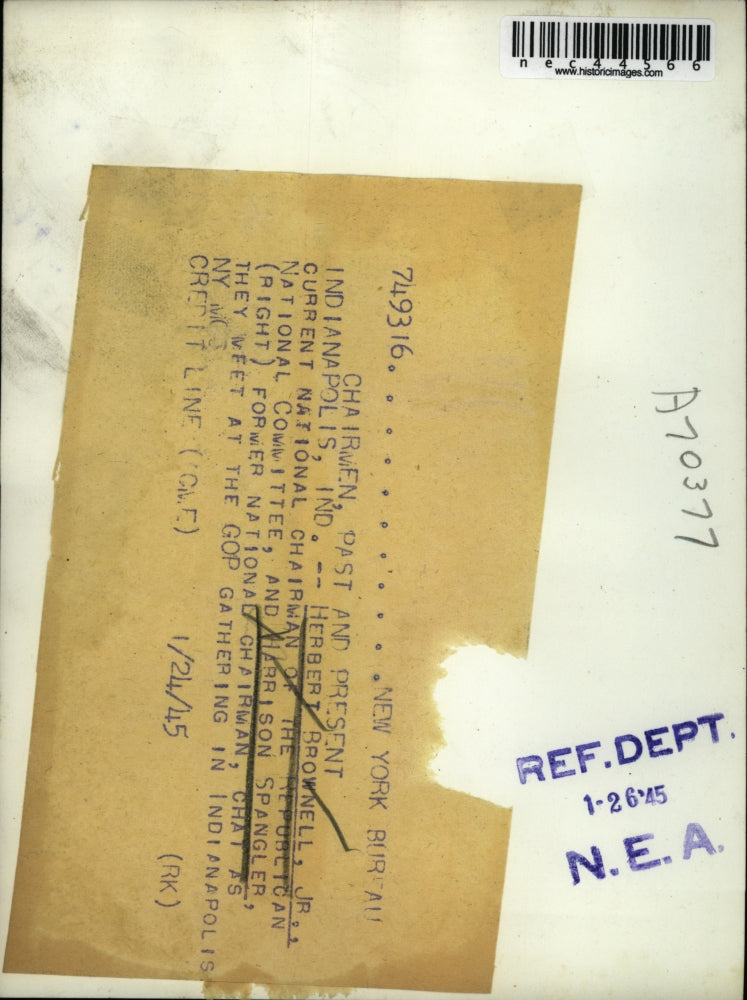 nec44566
www.historicimages.com
A70377
REF.DEPT.
1-26'45
N.E.A.
749316. . . . . . . . . . . NEW YORK BUREAU
CHAIRMEN, PAST AND PRESENT
INDIANAPOLIS, IND. -- HERBERT BROWNELL, JR.,
CURRENT NATIONAL CHAIRMAN OF THE REPUBLICAN
NATIONAL COMMITTEE, AND HARRISON SPANGLER,
(RIGHT) FORMER NATIONAL CHAIRMAN, CHAT AS
THEY MEET AT THE GOP GATHERING IN INDIANAPOLIS
NY
CREDIT LINE (ACME) 1/24/45 (RK)